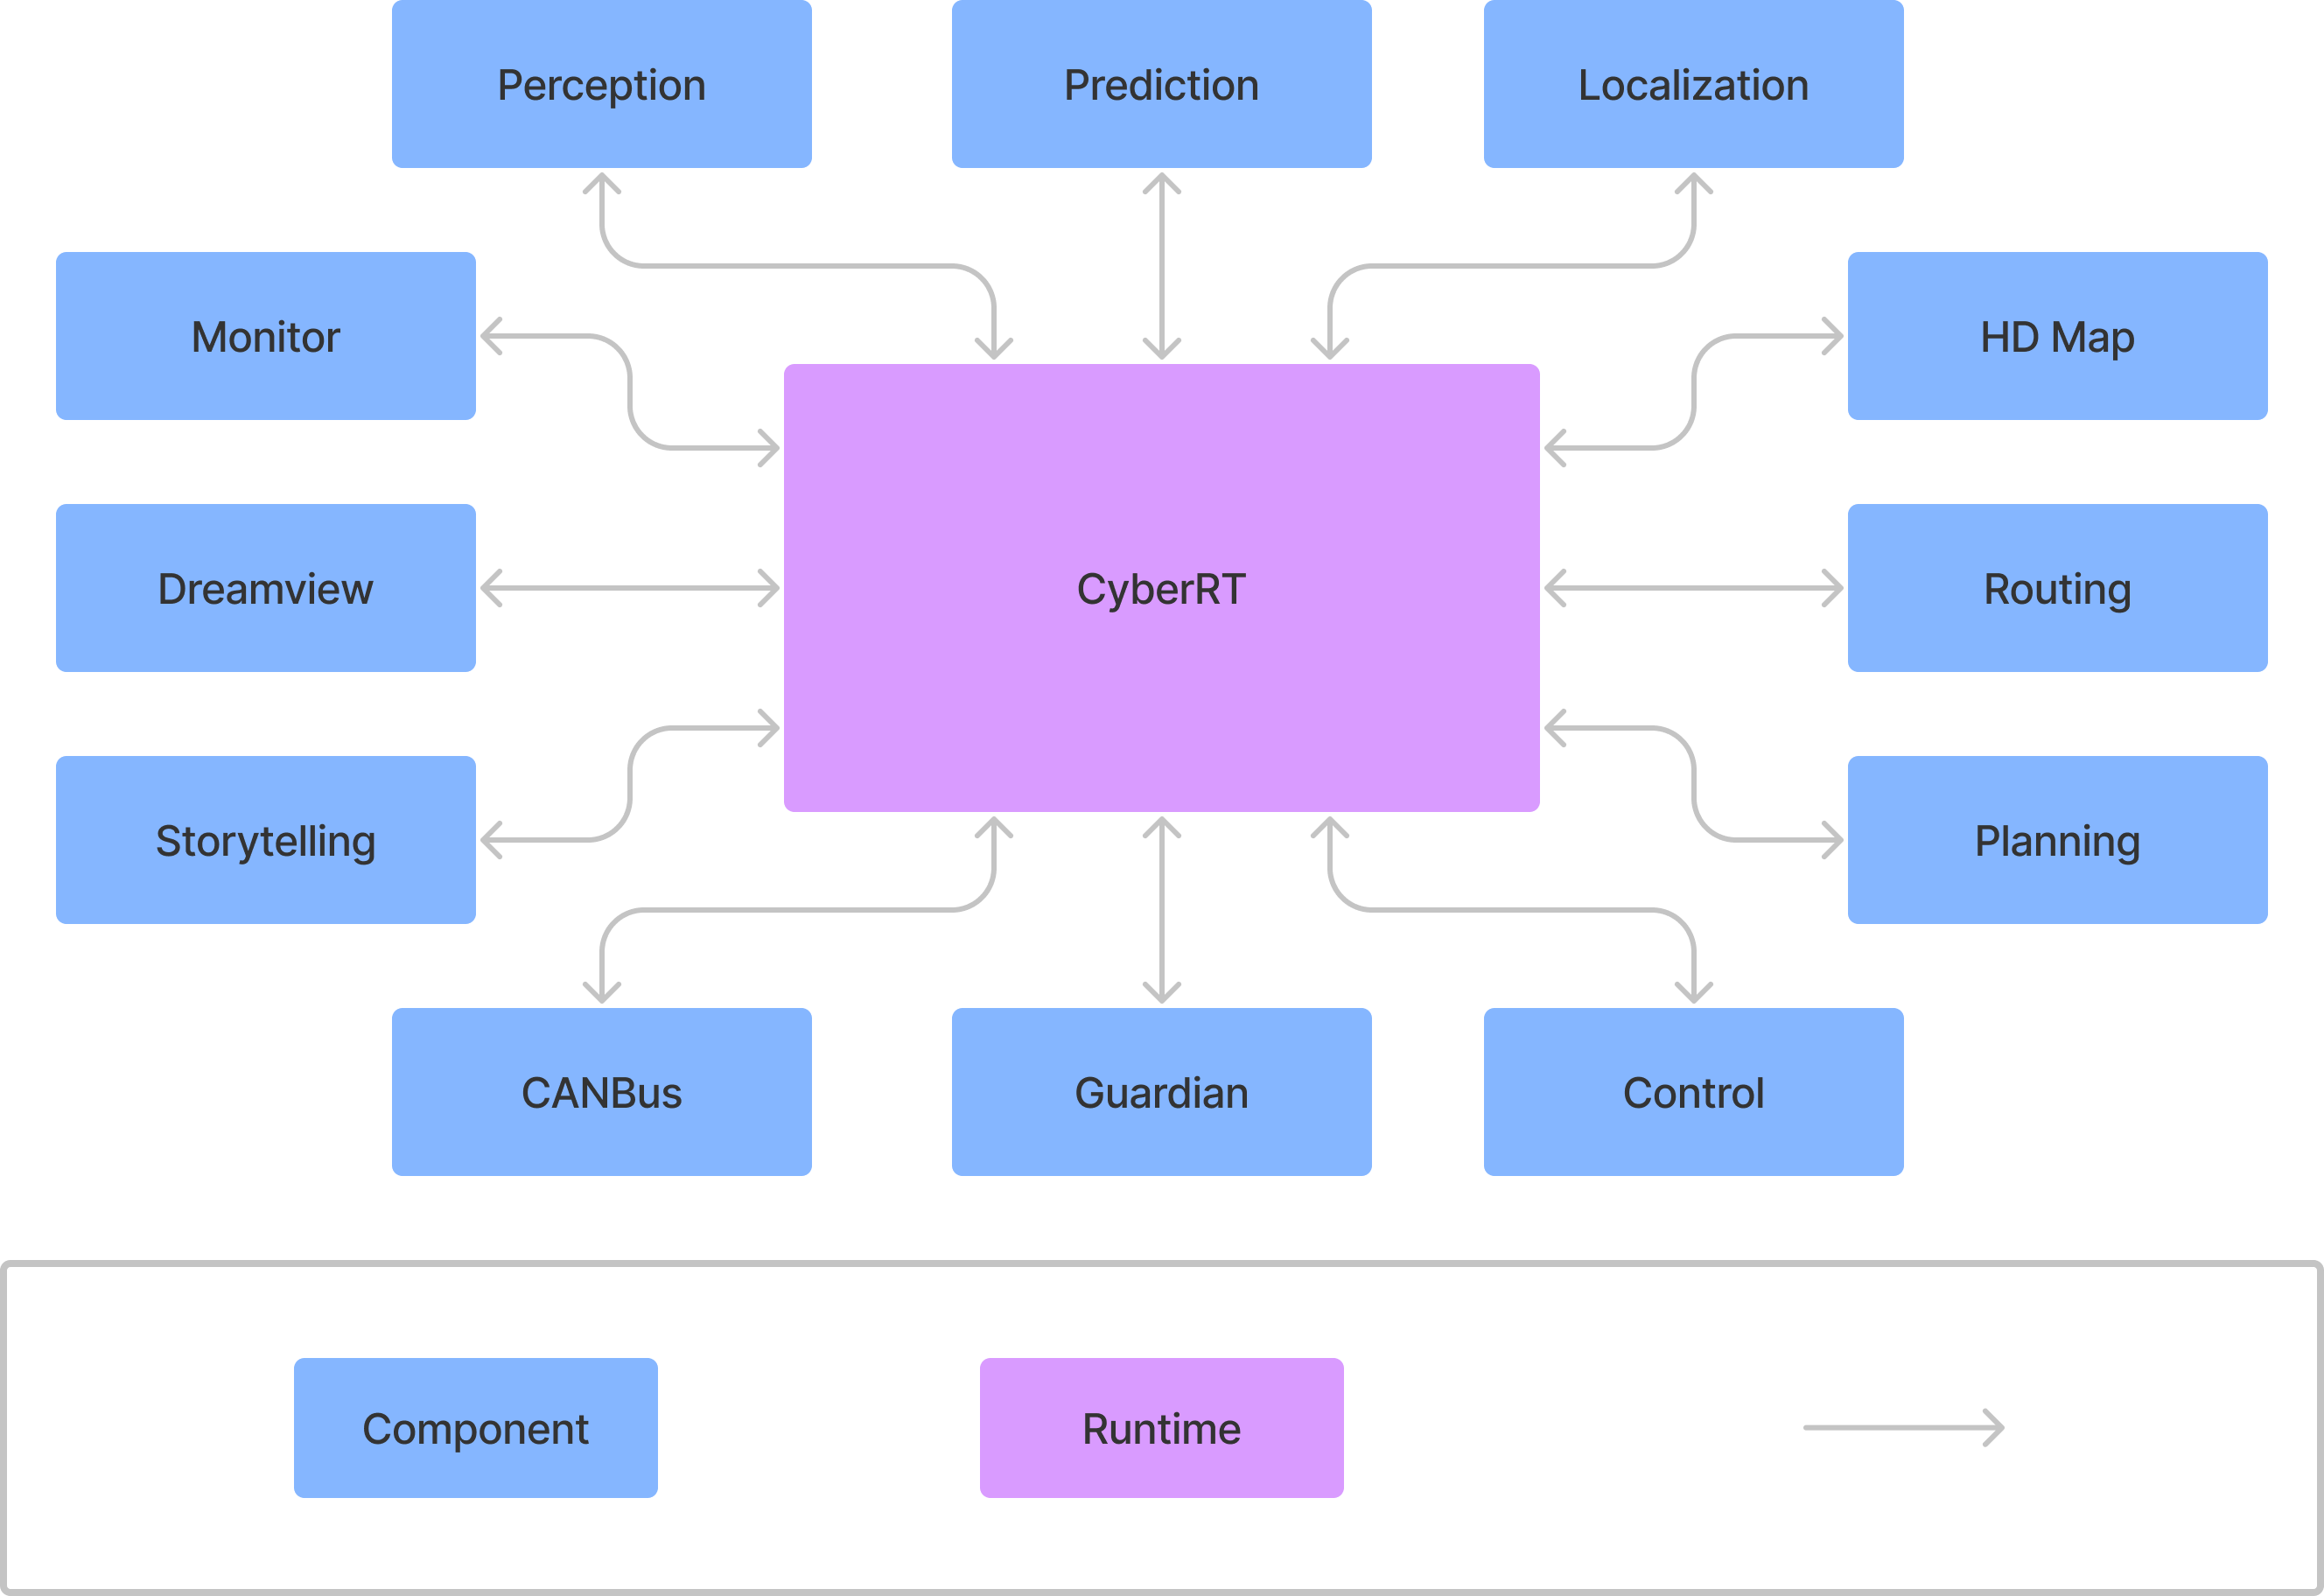 Perception
Prediction
Localization
Monitor
HD Map
CyberRT
Dreamview
Routing
Storytelling
Planning
CANBus
Guardian
Control
Component
Runtime